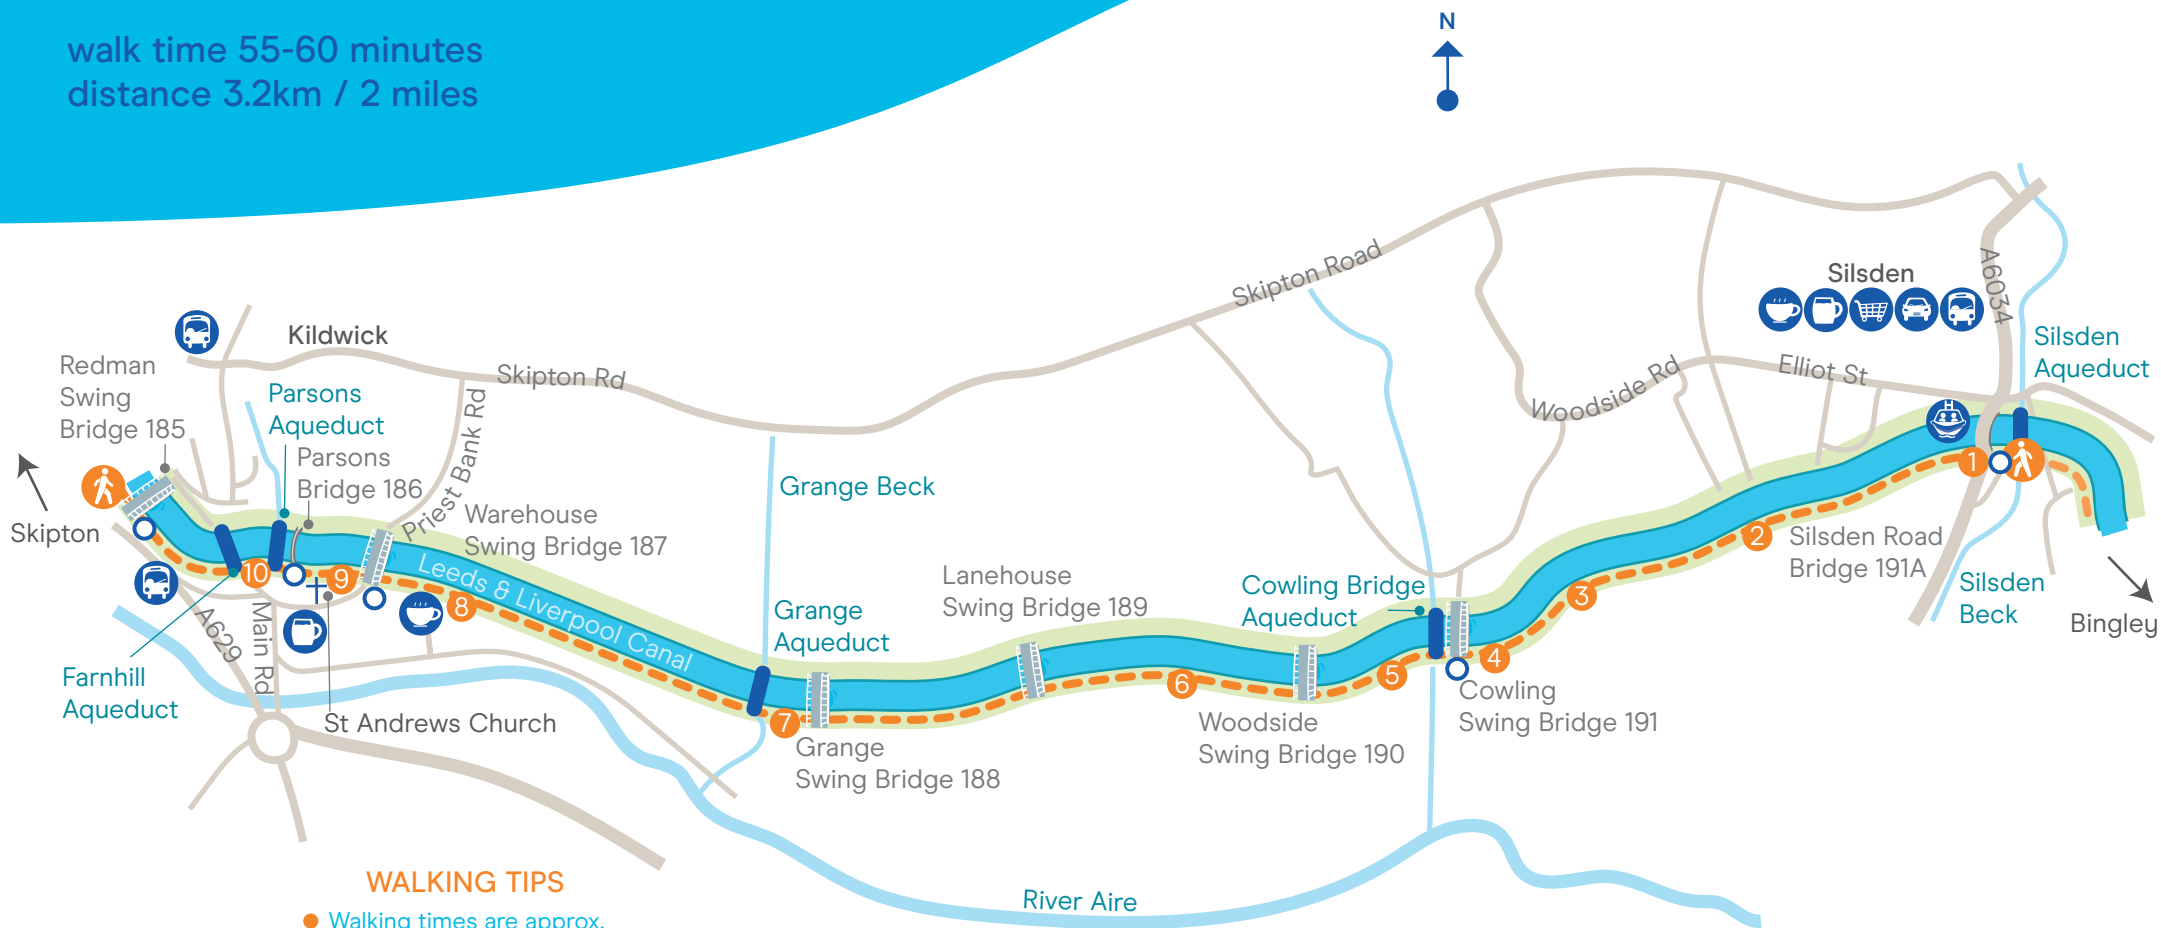 walk time 55-60 minutes
distance 3.2km / 2 miles
N
Skipton Road
Silsden
A6034
Silsden
Aqueduct
Elliot St
Woodside Rd
Kildwick
Skipton Rd
Redman
Swing
Bridge 185
Parsons
Aqueduct
Parsons
Bridge 186
Priest Bank Rd
Skipton
Warehouse
Swing Bridge 187
Grange Beck
Leeds & Liverpool Canal
Grange
Aqueduct
Lanehouse
Swing Bridge 189
Cowling Bridge
Aqueduct
Silsden Road
Bridge 191A
Silsden
Beck
Bingley
1
2
3
4
5
6
7
8
9
10
A629
Main Rd
Farnhill
Aqueduct
St Andrews Church
Grange
Swing Bridge 188
Woodside
Swing Bridge 190
Cowling
Swing Bridge 191
River Aire
WALKING TIPS
Walking times are approx.